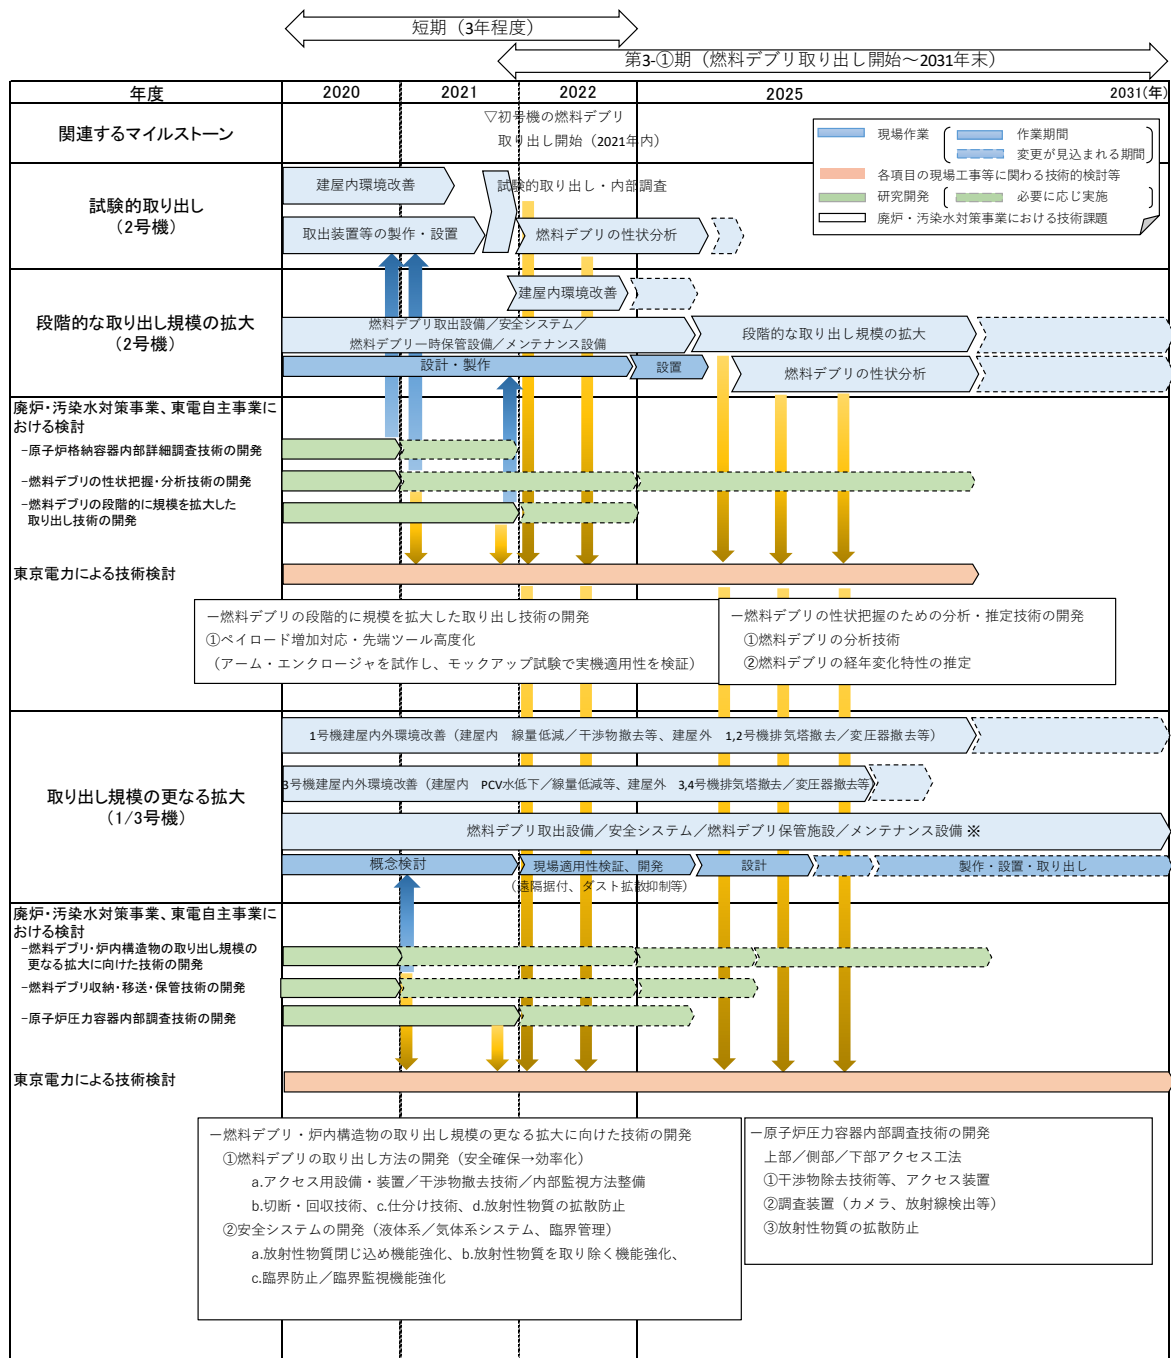 短期（3年程度）
第3-①期（燃料デブリ取り出し開始～2031年末）
年度
2020
2021
2022
2025
2031(年)
関連するマイルストーン
▽初号機の燃料デブリ
取り出し開始（2021年内）
現場作業
作業期間
変更が見込まれる期間
各項目の現場工事等に関わる技術的検討等
研究開発
必要に応じ実施
廃炉・汚染水対策事業における技術課題
試験的取り出し
（2号機）
建屋内環境改善
試験的取り出し・内部調査
取出装置等の製作・設置
燃料デブリの性状分析
段階的な取り出し規模の拡大
（2号機）
建屋内環境改善
燃料デブリ取出設備／安全システム／
燃料デブリ一時保管設備／メンテナンス設備
段階的な取り出し規模の拡大
設計・製作
設置
燃料デブリの性状分析
廃炉・汚染水対策事業、東電自主事業に
おける検討
－原子炉格納容器内部詳細調査技術の開発
－燃料デブリの性状把握・分析技術の開発
－燃料デブリの段階的に規模を拡大した
取り出し技術の開発
東京電力による技術検討
ー燃料デブリの段階的に規模を拡大した取り出し技術の開発
①ペイロード増加対応・先端ツール高度化
（アーム・エンクロージャを試作し、モックアップ試験で実機適用性を検証）
ー燃料デブリの性状把握のための分析・推定技術の開発
①燃料デブリの分析技術
②燃料デブリの経年変化特性の推定
取り出し規模の更なる拡大
（1/3号機）
1号機建屋内外環境改善（建屋内　線量低減／干渉物撤去等、建屋外　1,2号機排気塔撤去／変圧器撤去等）
3号機建屋内外環境改善（建屋内　PCV水位低下／線量低減等、建屋外　3,4号機排気塔撤去／変圧器撤去等）
燃料デブリ取出設備／安全システム／燃料デブリ保管施設／メンテナンス設備 ※
概念検討
現場適用性検証、開発
設計
製作・設置・取り出し
（遠隔据付、ダスト拡散抑制等）
廃炉・汚染水対策事業、東電自主事業に
おける検討
－燃料デブリ・炉内構造物の取り出し規模の
更なる拡大に向けた技術の開発
－燃料デブリ収納・移送・保管技術の開発
－原子炉圧力容器内部調査技術の開発
東京電力による技術検討
ー燃料デブリ・炉内構造物の取り出し規模の更なる拡大に向けた技術の開発
①燃料デブリの取り出し方法の開発（安全確保→効率化）
a.アクセス用設備・装置／干渉物撤去技術／内部監視方法整備
b.切断・回収技術、c.仕分け技術、d.放射性物質の拡散防止
②安全システムの開発（液体系／気体系システム、臨界管理）
a.放射性物質閉じ込め機能強化、b.放射性物質を取り除く機能強化、
c.臨界防止／臨界監視機能強化
ー原子炉圧力容器内部調査技術の開発
上部／側部／下部アクセス工法
①干渉物除去技術等、アクセス装置
②調査装置（カメラ、放射線検出等）
③放射性物質の拡散防止